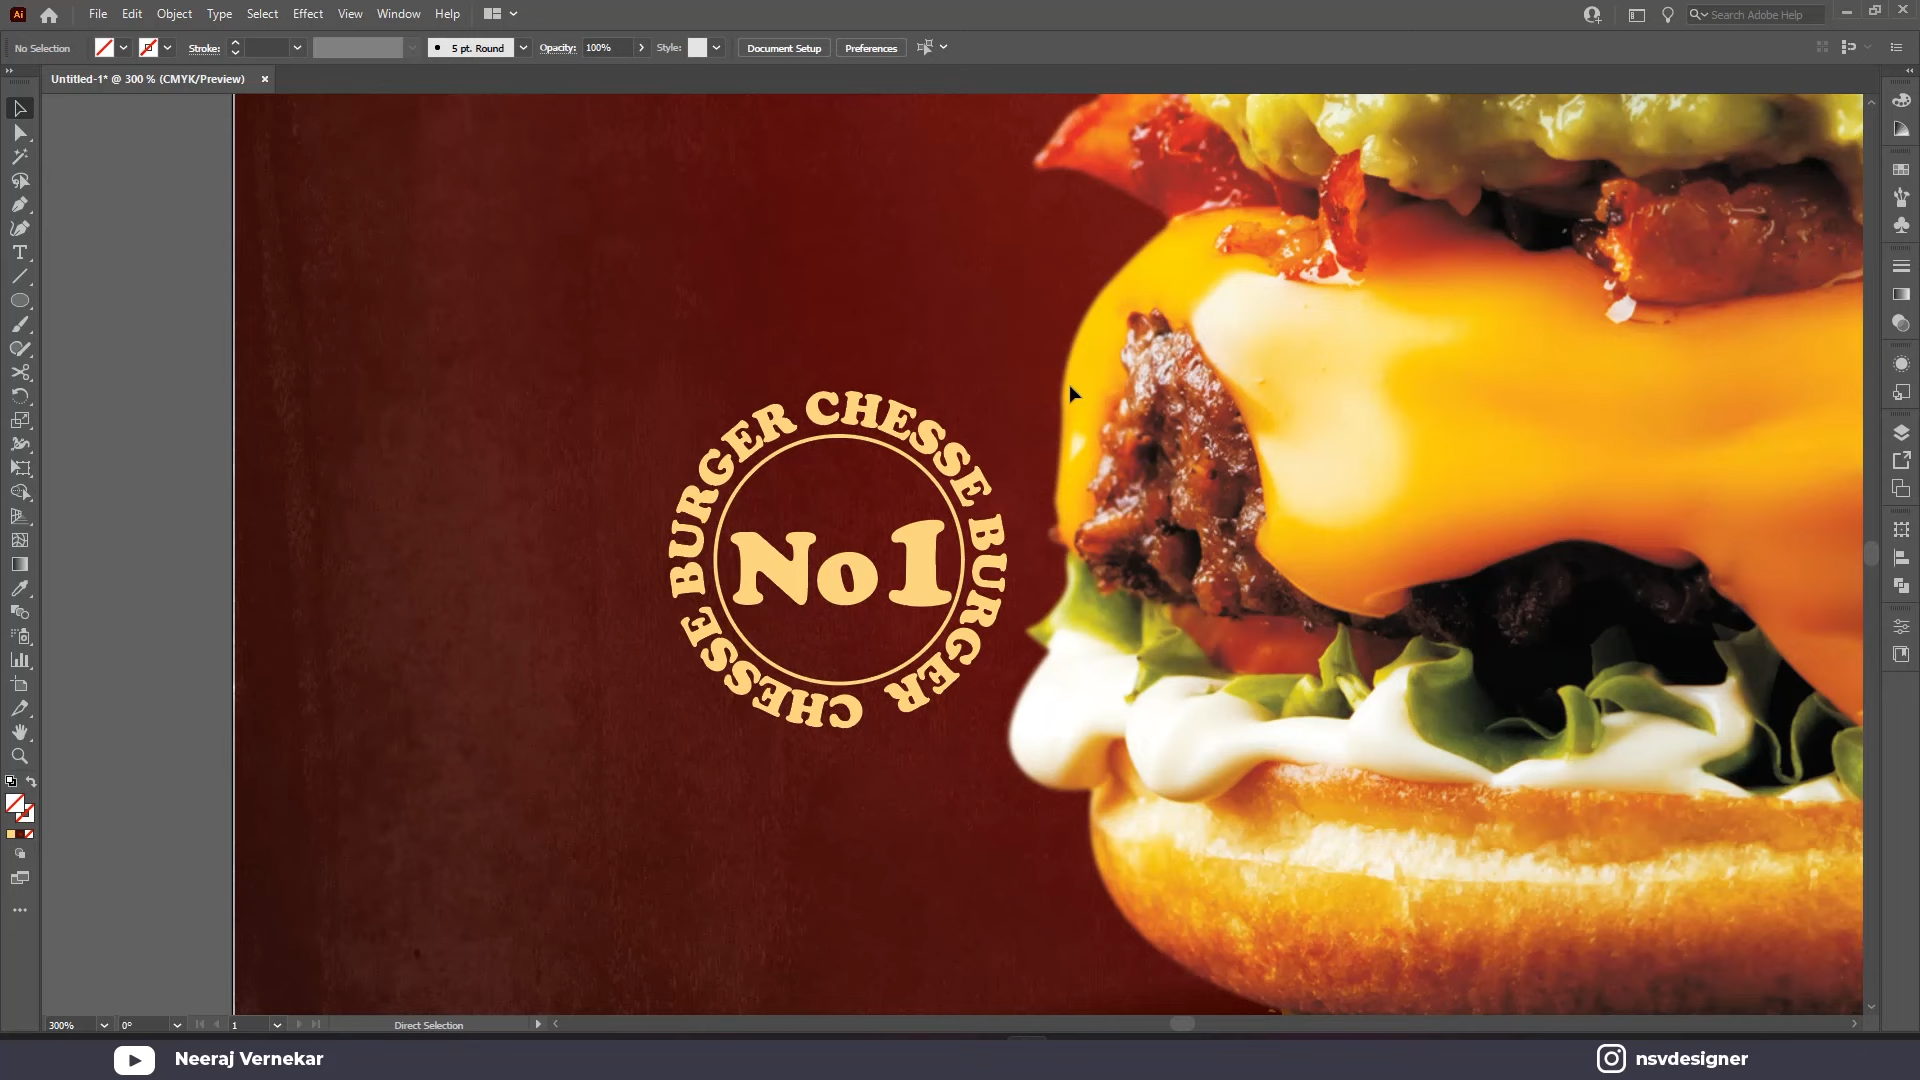 Ai File Edit Object Type Select Effect View Window Help Search Adobe Help
No Selection Stroke: 5 pt. Round Opacity: 100% Style: Document Setup Preferences
Untitled-1* @ 300 % (CMYK/Preview) ×
CHESSE BURGER CHESSE BURGER
No1
300% 0° 1 Direct Selection
Neeraj Vernekar nsvdesigner